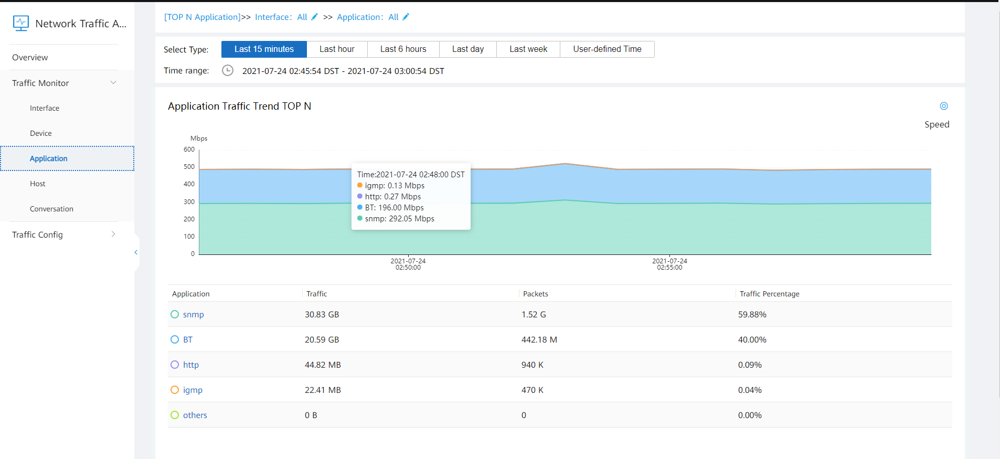 Network Traffic A...
Overview
Traffic Monitor
Interface
Device
Application
Host
Conversation
Traffic Config
[TOP N Application]>> Interface: All >> Application: All
Select Type: Last 15 minutes Last hour Last 6 hours Last day Last week User-defined Time
Time range: 2021-07-24 02:45:54 DST - 2021-07-24 03:00:54 DST
Application Traffic Trend TOP N
Speed
Mbps
600
500
400
300
200
100
0
Time:2021-07-24 02:48:00 DST
igmp: 0.13 Mbps
http: 0.27 Mbps
BT: 196.00 Mbps
snmp: 292.05 Mbps
2021-07-24
02:50:00
2021-07-24
02:55:00
Application Traffic Packets Traffic Percentage
snmp 30.83 GB 1.52 G 59.88%
BT 20.59 GB 442.18 M 40.00%
http 44.82 MB 940 K 0.09%
igmp 22.41 MB 470 K 0.04%
others 0 B 0 0.00%